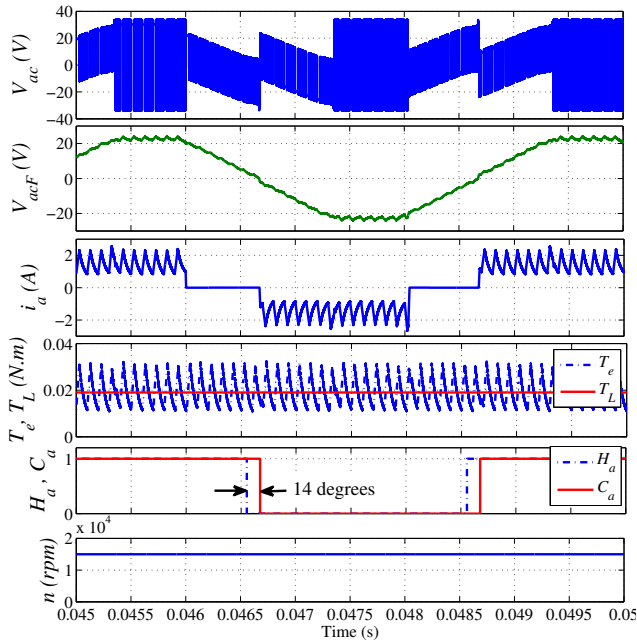 40
20
0
−20
−40
V_ac (V)
20
0
−20
V_acF (V)
2
0
−2
i_a (A)
0.04
0.02
0
T_e, T_L (N.m)
T_e
T_L
1
0
H_a , C_a
14 degrees
H_a
C_a
x 10^4
2
1
0
n (rpm)
0.045 0.0455 0.046 0.0465 0.047 0.0475 0.048 0.0485 0.049 0.0495 0.05
Time (s)